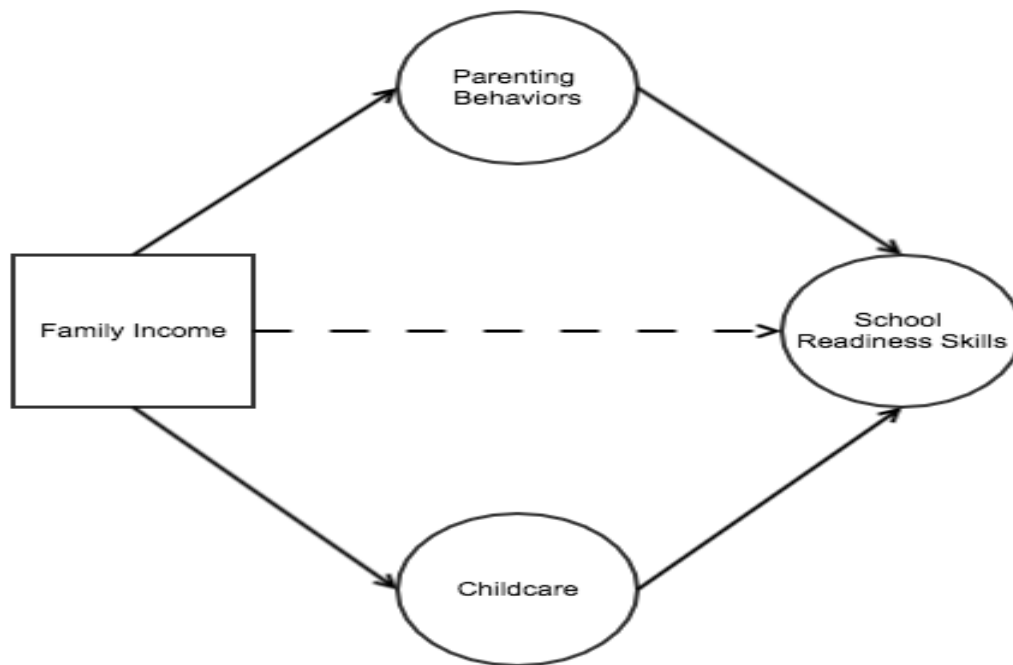 Parenting
Behaviors
Family Income
School
Readiness Skills
Childcare